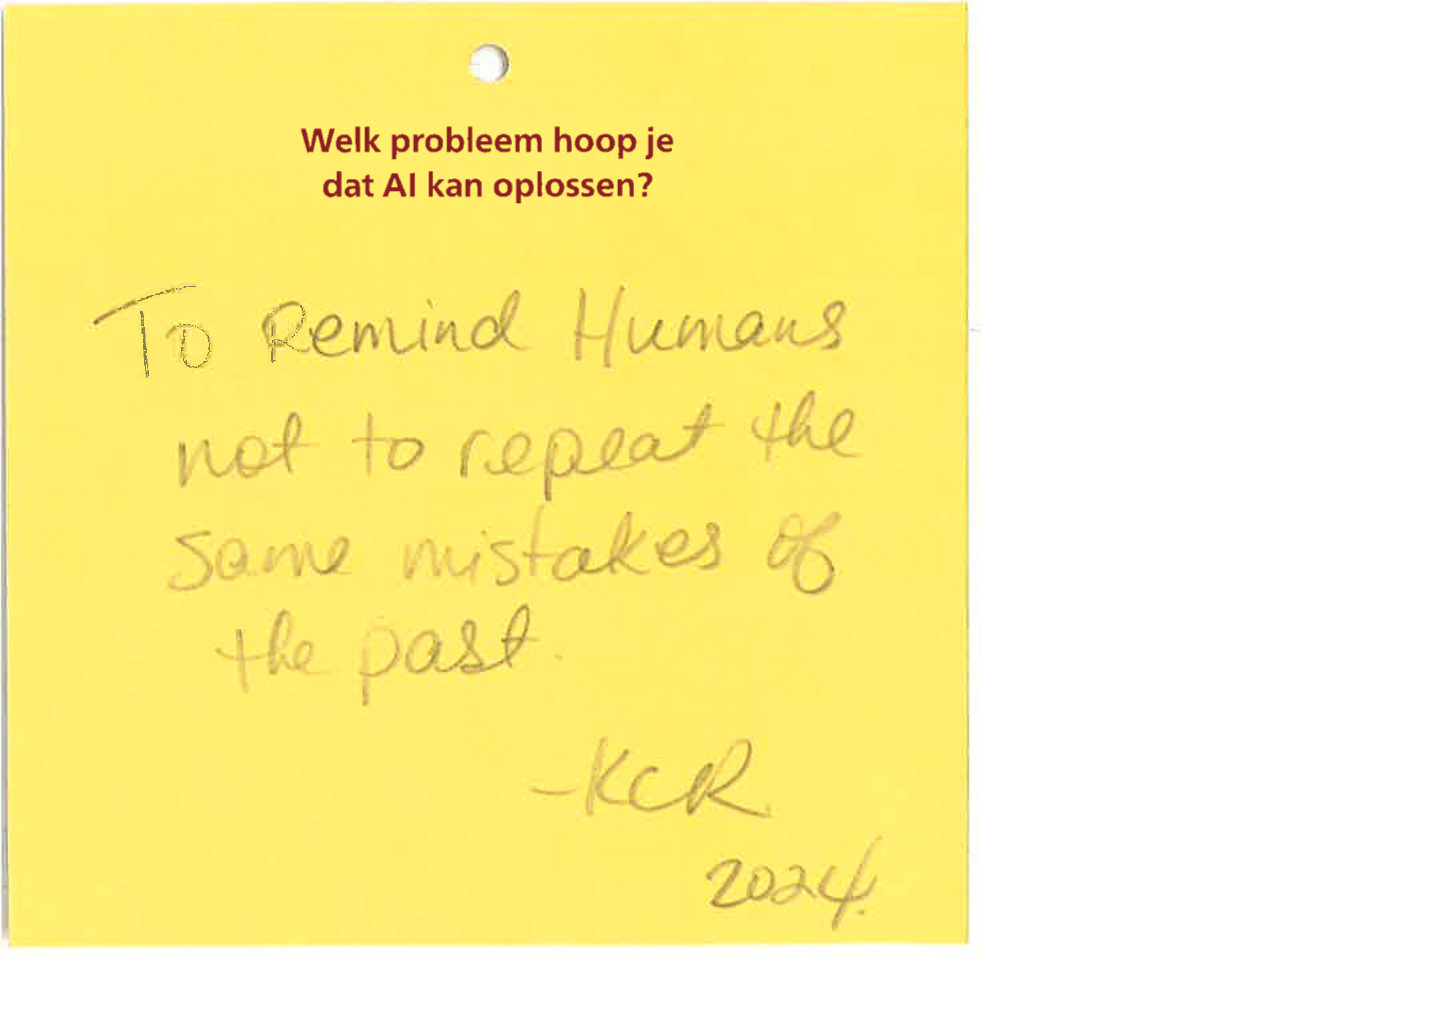 Welk probleem hoop je
dat AI kan oplossen?
To Remind Humans
not to repeat the
same mistakes of
the past.
-KCR.
2024.